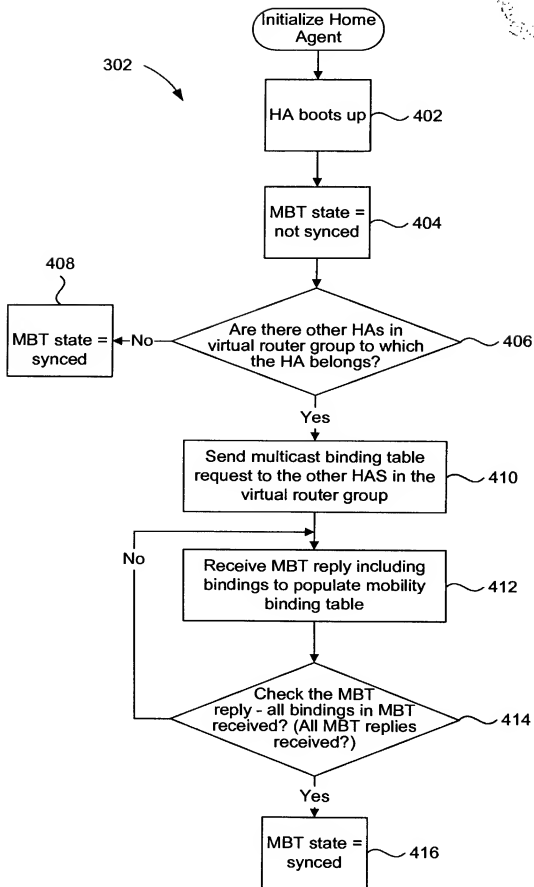 Initialize Home
Agent
302
HA boots up
402
MBT state =
not synced
404
408
MBT state =
synced
No
Are there other HAs in
virtual router group to which
the HA belongs?
406
Yes
Send multicast binding table
request to the other HAS in the
virtual router group
410
No
Receive MBT reply including
bindings to populate mobility
binding table
412
Check the MBT
reply - all bindings in MBT
received? (All MBT replies
received?)
414
Yes
MBT state =
synced
416